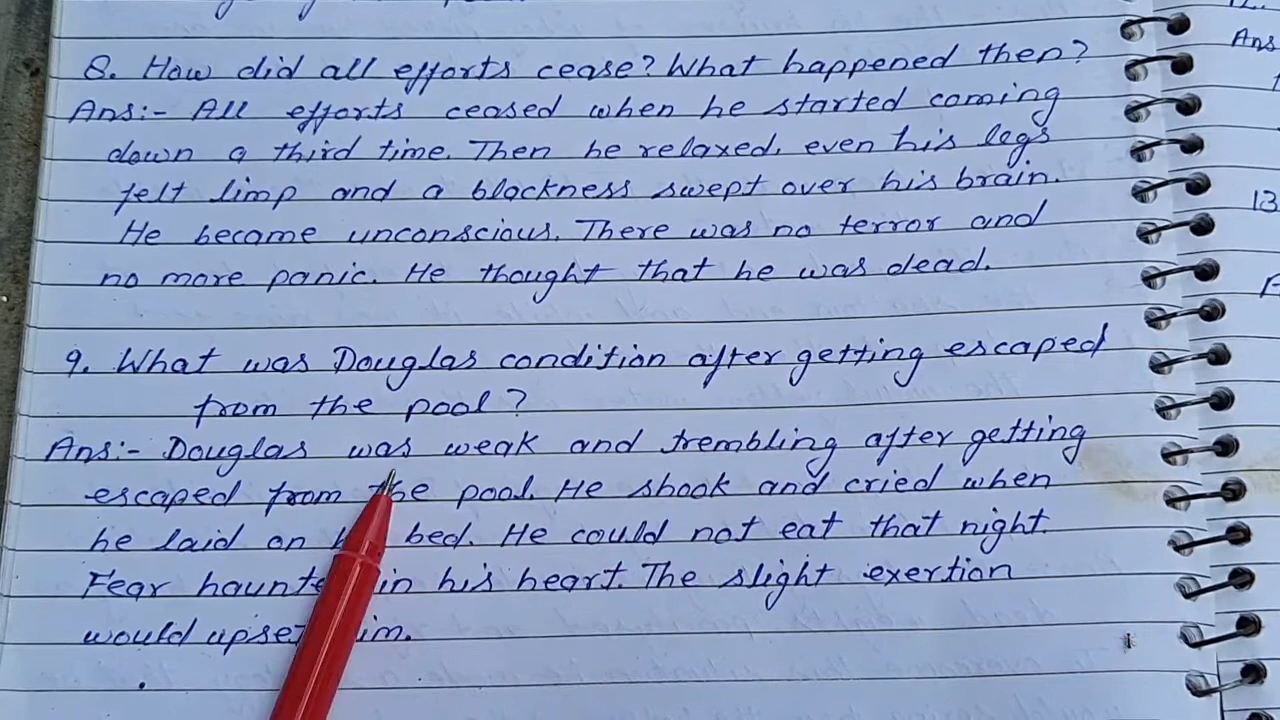 8. How did all efforts cease? What happened then?
Ans:- All efforts ceased when he started coming
down a third time. Then he relaxed, even his legs
felt limp and a blackness swept over his brain.
He became unconscious. There was no terror and
no more panic. He thought that he was dead.
9. What was Douglas condition after getting escaped
from the pool?
Ans:- Douglas was weak and trembling after getting
escaped from the pool. He shook and cried when
he laid on bed. He could not eat that night.
Fear haunte in his heart. The slight exertion
would upse im.
Ans
13